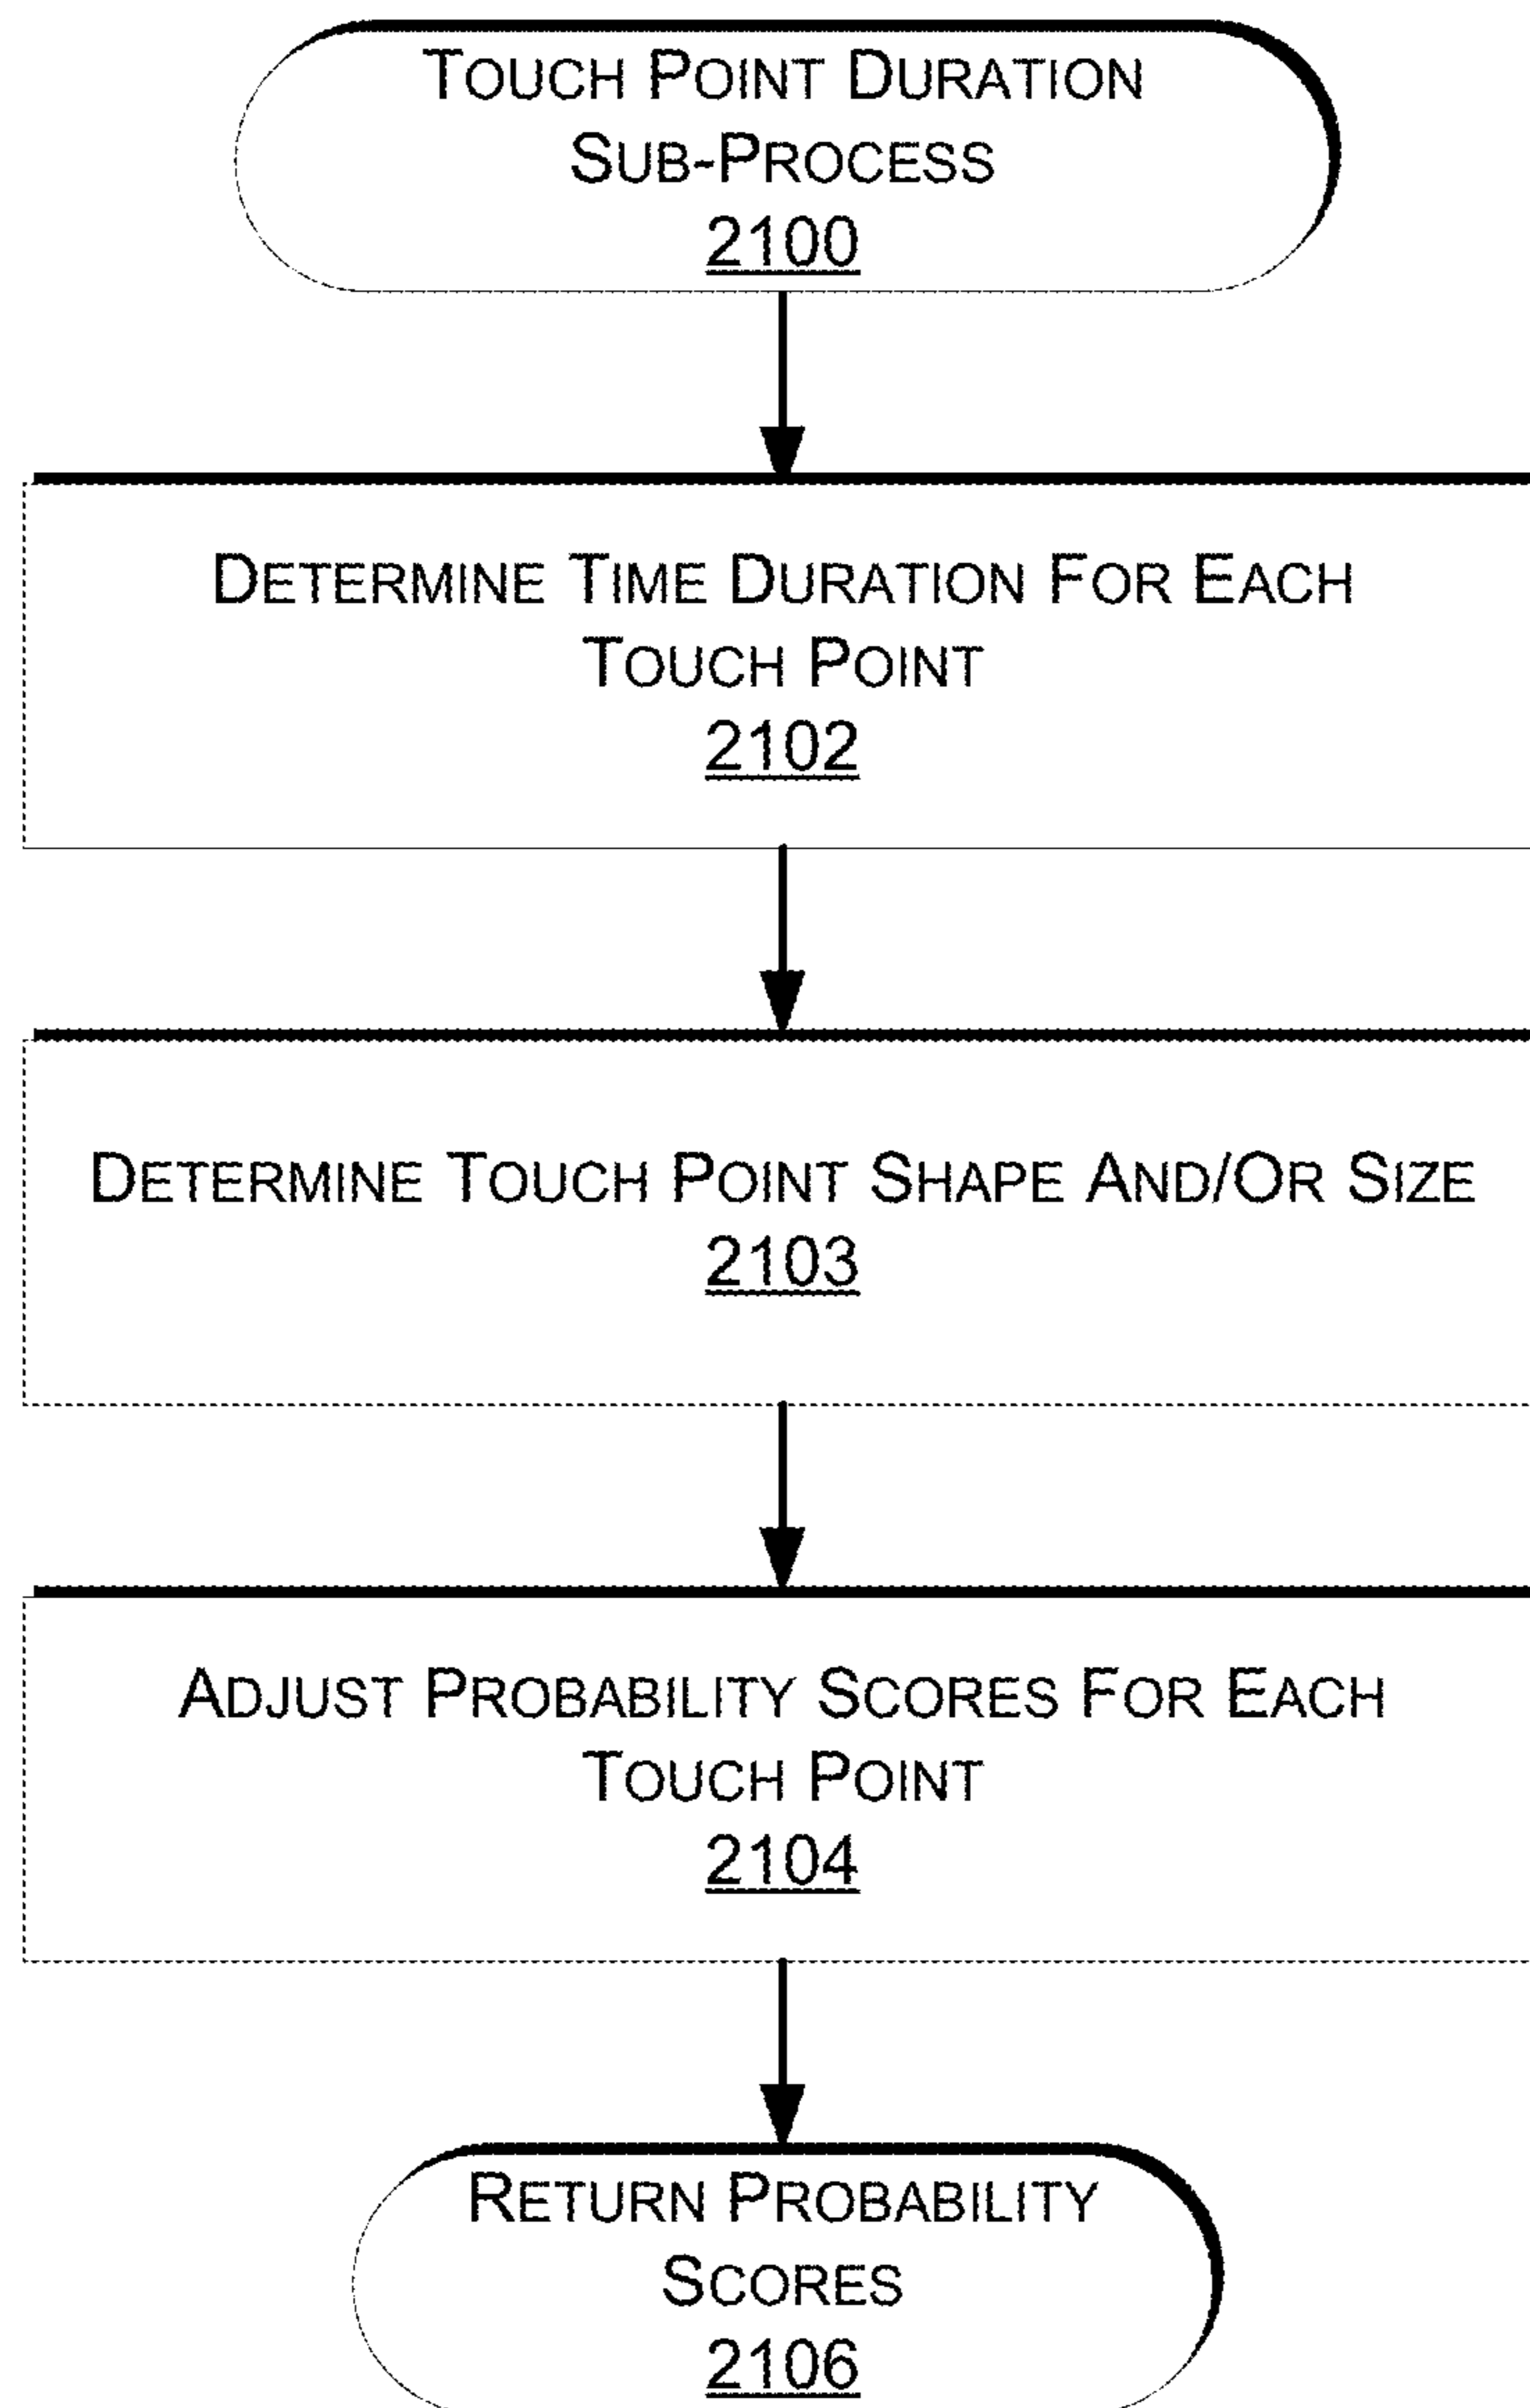 TOUCH POINT DURATION
SUB-PROCESS
2100
DETERMINE TIME DURATION FOR EACH
TOUCH POINT
2102
DETERMINE TOUCH POINT SHAPE AND/OR SIZE
2103
ADJUST PROBABILITY SCORES FOR EACH
TOUCH POINT
2104
RETURN PROBABILITY
SCORES
2106